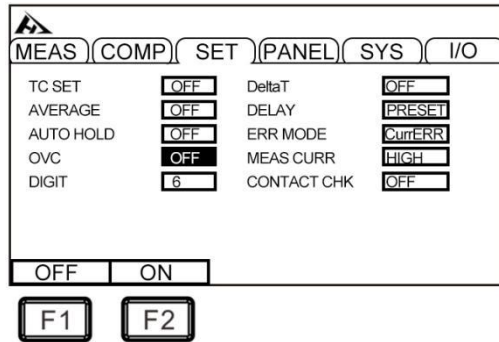 MEAS COMP SET PANEL SYS I/O
TC SET OFF DeltaT OFF
AVERAGE OFF DELAY PRESET
AUTO HOLD OFF ERR MODE CurrERR
OVC OFF MEAS CURR HIGH
DIGIT 6 CONTACT CHK OFF
OFF ON
F1 F2